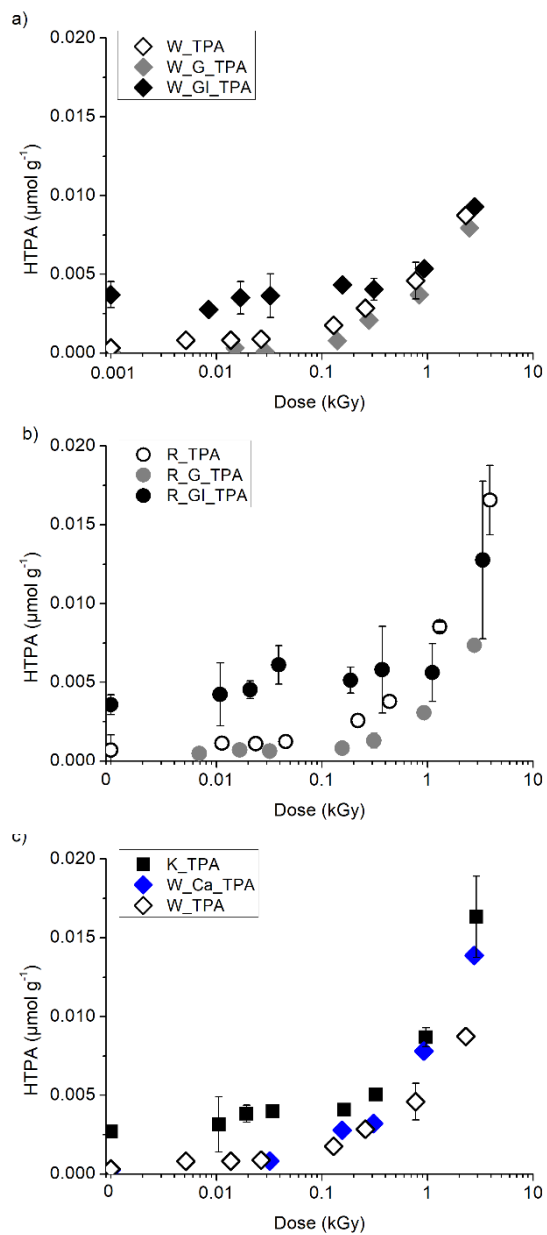 a)
0.020
W_TPA
W_G_TPA
W_GI_TPA
0.015
0.010
0.005
0.000
HTPA (µmol g⁻¹)
0.001 0.01 0.1 1 10
Dose (kGy)
b)
0.020
R_TPA
R_G_TPA
R_GI_TPA
0.015
0.010
0.005
0.000
HTPA (µmol g⁻¹)
0 0.01 0.1 1 10
Dose (kGy)
c)
0.020
K_TPA
W_Ca_TPA
W_TPA
0.015
0.010
0.005
0.000
HTPA (µmol g⁻¹)
0 0.01 0.1 1 10
Dose (kGy)